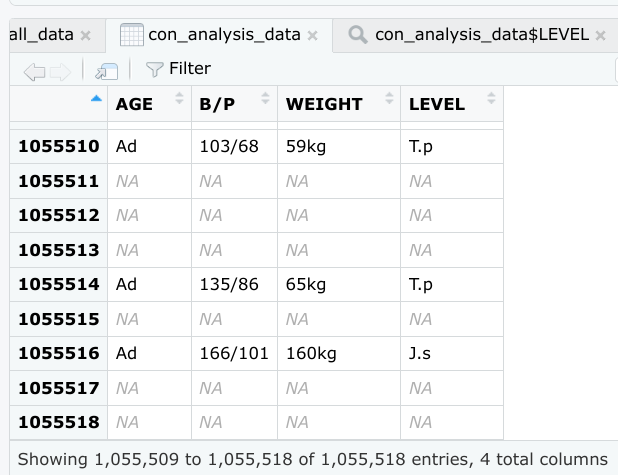 all_data × con_analysis_data × con_analysis_data$LEVEL ×
Filter
AGE B/P WEIGHT LEVEL
1055510 Ad 103/68 59kg T.p
1055511 NA NA NA NA
1055512 NA NA NA NA
1055513 NA NA NA NA
1055514 Ad 135/86 65kg T.p
1055515 NA NA NA NA
1055516 Ad 166/101 160kg J.s
1055517 NA NA NA NA
1055518 NA NA NA NA
Showing 1,055,509 to 1,055,518 of 1,055,518 entries, 4 total columns